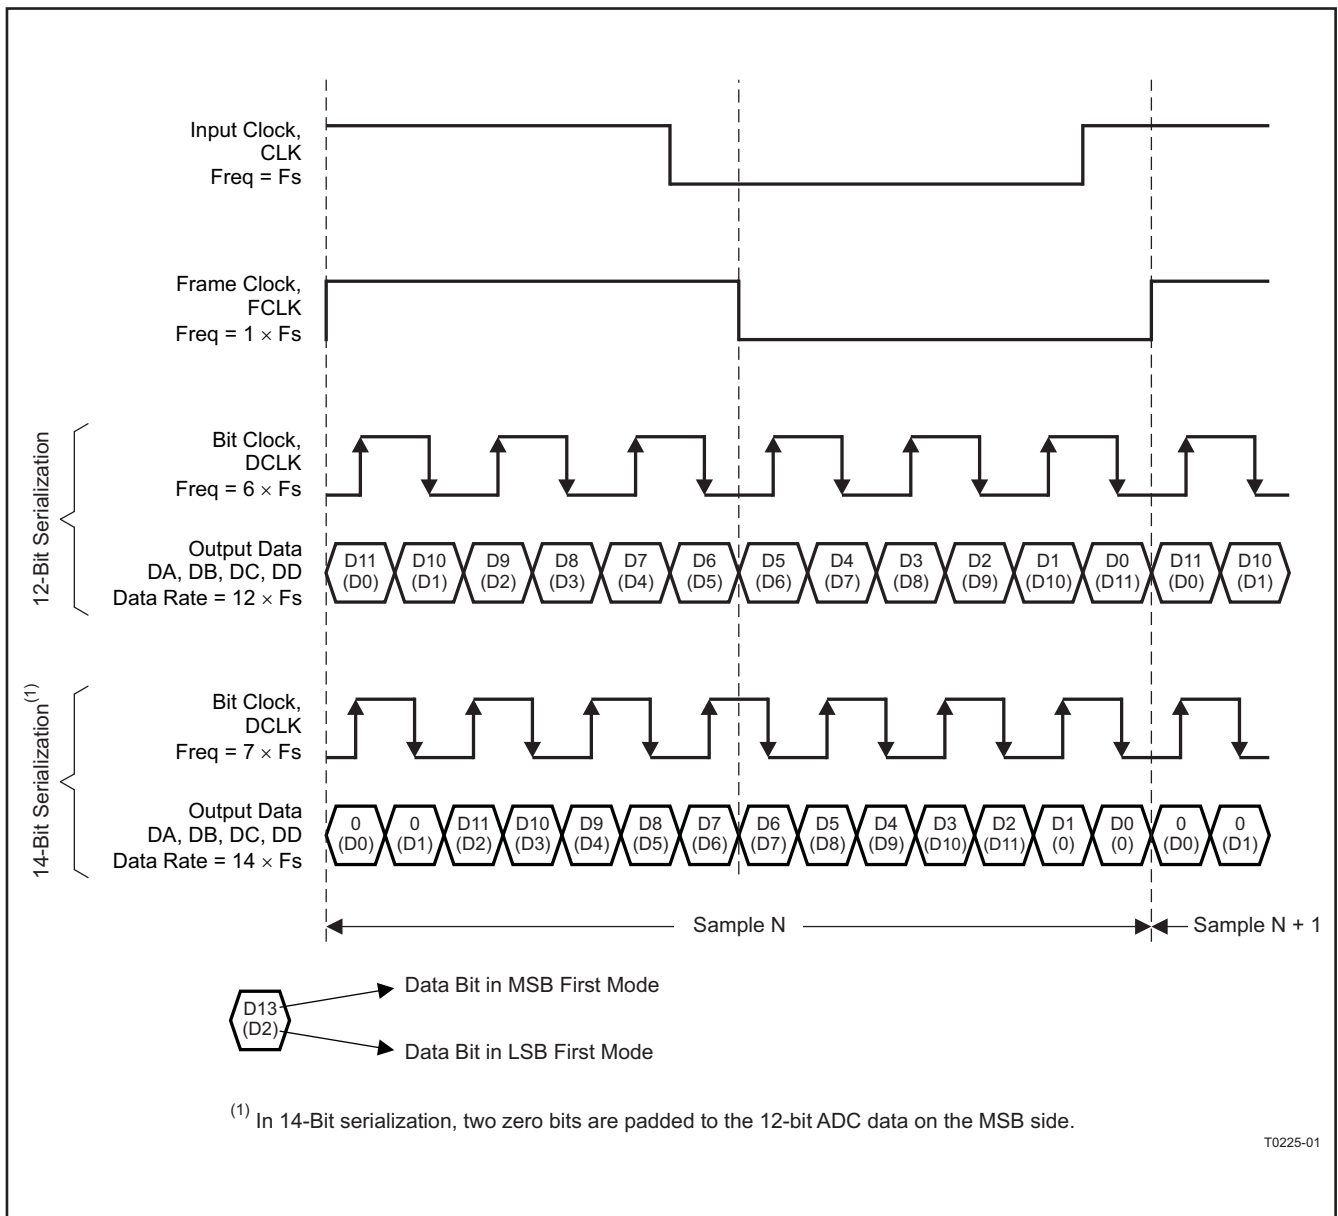 Input Clock,
CLK
Freq = Fs
Frame Clock,
FCLK
Freq = 1 × Fs
12-Bit Serialization
Bit Clock,
DCLK
Freq = 6 × Fs
Output Data
DA, DB, DC, DD
Data Rate = 12 × Fs
D11 D10 D9 D8 D7 D6 D5 D4 D3 D2 D1 D0 D11 D10
(D0) (D1) (D2) (D3) (D4) (D5) (D6) (D7) (D8) (D9) (D10) (D11) (D0) (D1)
14-Bit Serialization(1)
Bit Clock,
DCLK
Freq = 7 × Fs
Output Data
DA, DB, DC, DD
Data Rate = 14 × Fs
0 0 D11 D10 D9 D8 D7 D6 D5 D4 D3 D2 D1 D0 0 0
(D0) (D1) (D2) (D3) (D4) (D5) (D6) (D7) (D8) (D9) (D10) (D11) (0) (0) (D0) (D1)
Sample N
Sample N + 1
D13
(D2)
Data Bit in MSB First Mode
Data Bit in LSB First Mode
(1) In 14-Bit serialization, two zero bits are padded to the 12-bit ADC data on the MSB side.
T0225-01